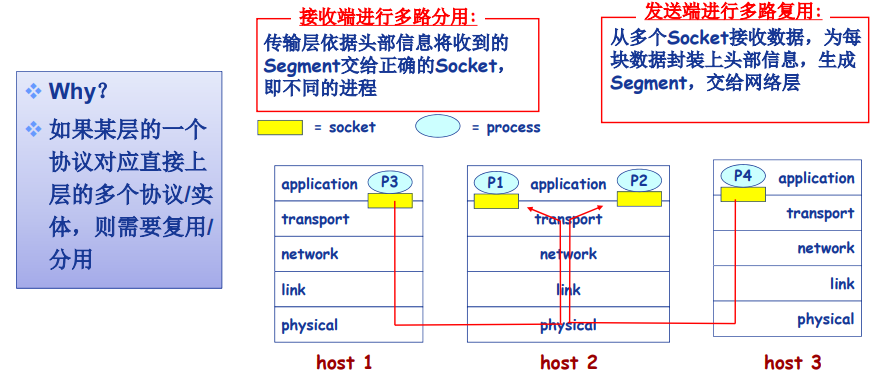 接收端进行多路分用:
传输层依据头部信息将收到的
Segment交给正确的Socket，
即不同的进程
发送端进行多路复用:
从多个Socket接收数据，为每
块数据封装上头部信息，生成
Segment，交给网络层
Why？
如果某层的一个
协议对应直接上
层的多个协议/实
体，则需要复用/
分用
= socket
= process
application
P3
transport
network
link
physical
host 1
P1
application
P2
transport
network
link
physical
host 2
P4
application
transport
network
link
physical
host 3